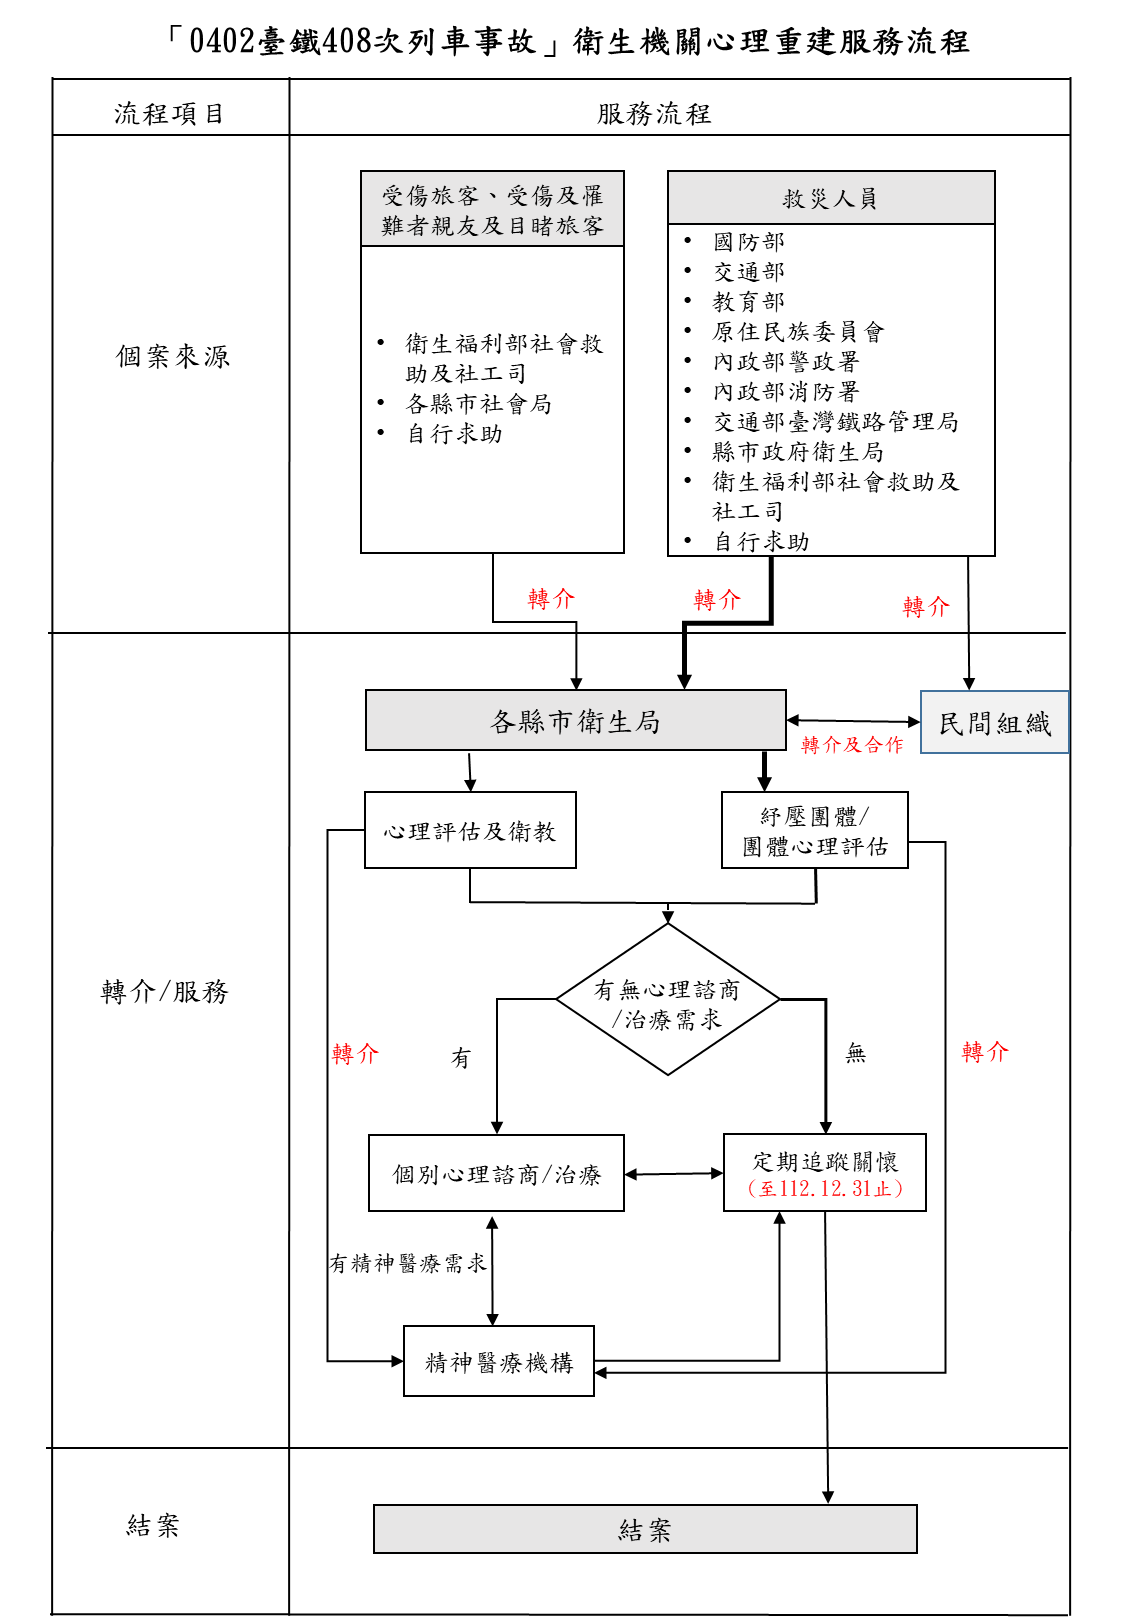 「0402臺鐵408次列車事故」衛生機關心理重建服務流程
流程項目
服務流程
個案來源
受傷旅客、受傷及罹
難者親友及目睹旅客
• 衛生福利部社會救
助及社工司
• 各縣市社會局
• 自行求助
救災人員
• 國防部
• 交通部
• 教育部
• 原住民族委員會
• 內政部警政署
• 內政部消防署
• 交通部臺灣鐵路管理局
• 縣市政府衛生局
• 衛生福利部社會救助及
社工司
• 自行求助
轉介
轉介
轉介
轉介/服務
各縣市衛生局
轉介及合作
民間組織
心理評估及衛教
紓壓團體/
團體心理評估
有無心理諮商
/治療需求
轉介
有
無
轉介
個別心理諮商/治療
定期追蹤關懷
(至112.12.31止)
有精神醫療需求
精神醫療機構
結案
結案